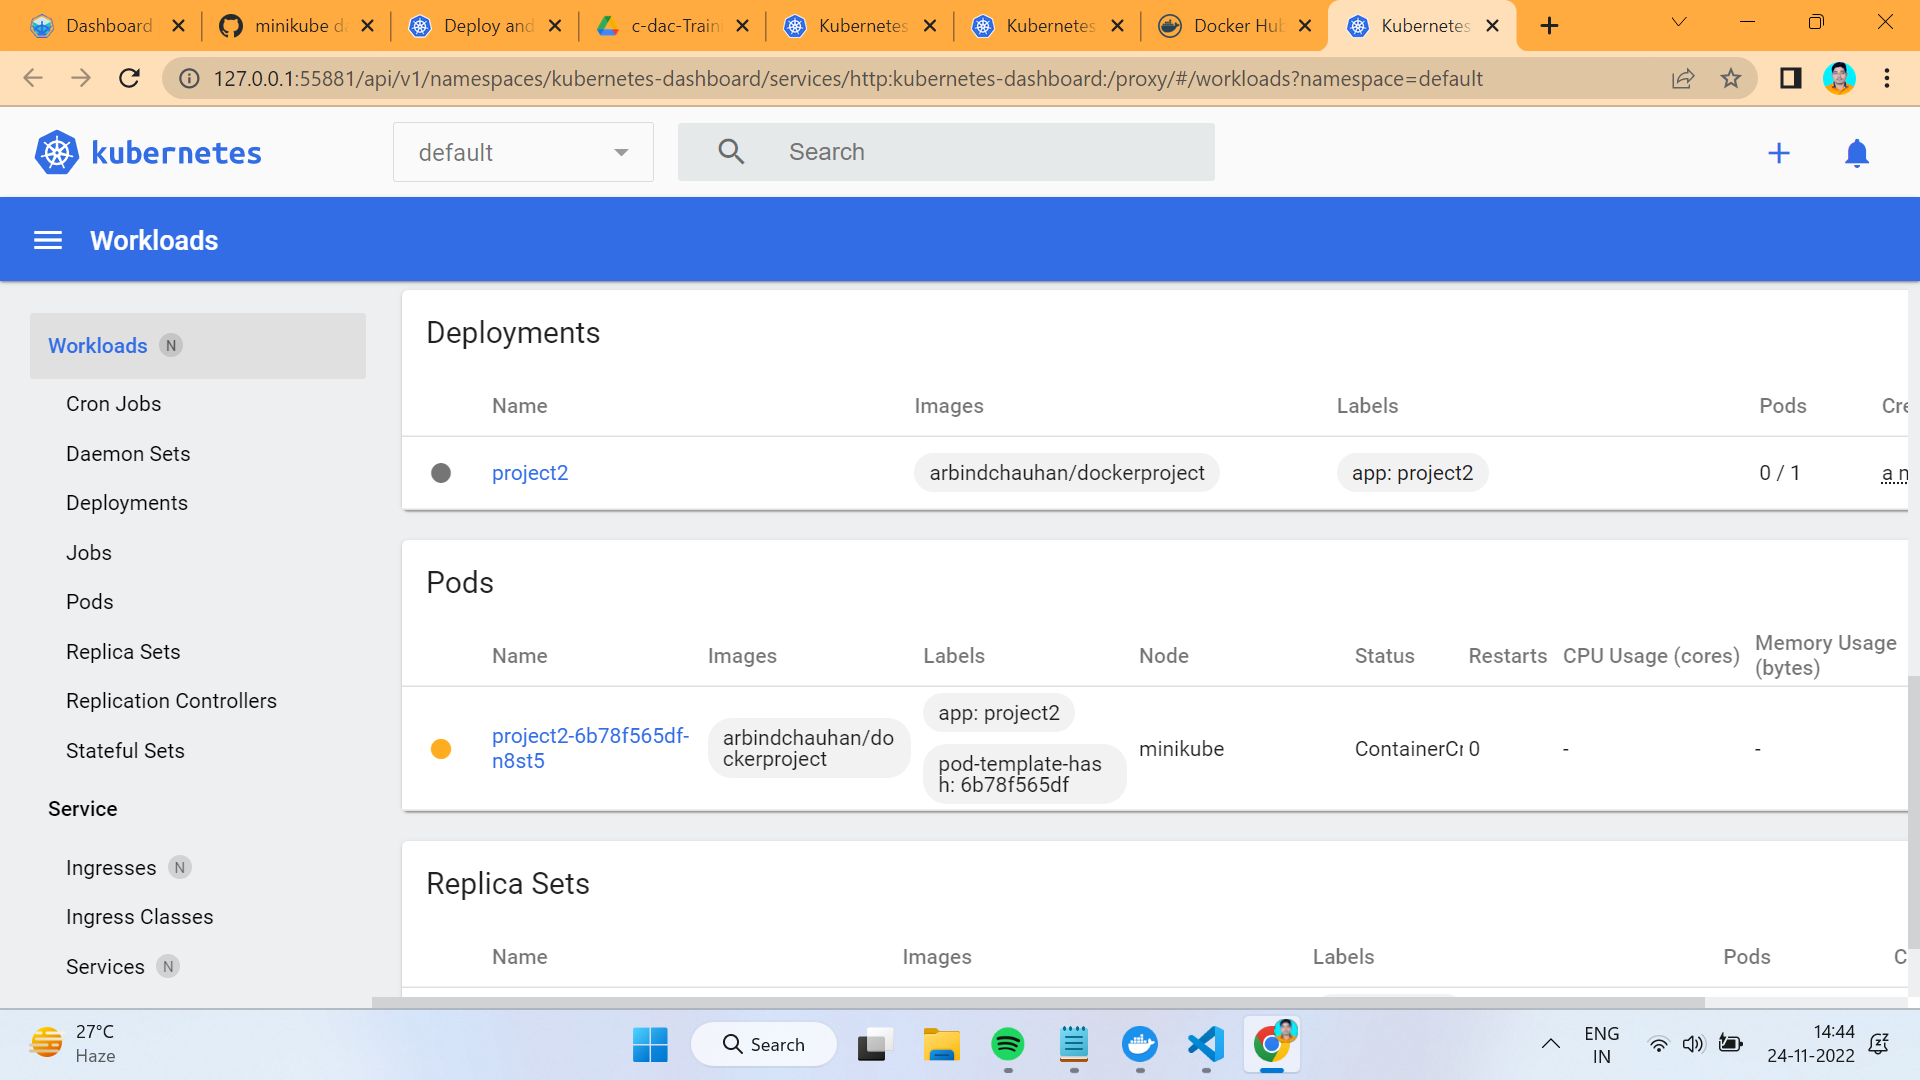 Dashboard
minikube da
Deploy and
c-dac-Traini
Kubernetes
Kubernetes
Docker Hub
Kubernetes
127.0.0.1:55881/api/v1/namespaces/kubernetes-dashboard/services/http:kubernetes-dashboard:/proxy/#/workloads?namespace=default
kubernetes
default
Search
Workloads
Workloads N
Cron Jobs
Daemon Sets
Deployments
Jobs
Pods
Replica Sets
Replication Controllers
Stateful Sets
Service
Ingresses N
Ingress Classes
Services N
Deployments
Name Images Labels Pods Cre
project2 arbindchauhan/dockerproject app: project2 0 / 1 a m
Pods
Name Images Labels Node Status Restarts CPU Usage (cores) Memory Usage
(bytes)
project2-6b78f565df-
n8st5
arbindchauhan/do
ckerproject
app: project2
pod-template-has
h: 6b78f565df
minikube
ContainerCr
0
-
-
Replica Sets
Name Images Labels Pods C
27°C
Haze
Search
ENG
IN
14:44
24-11-2022